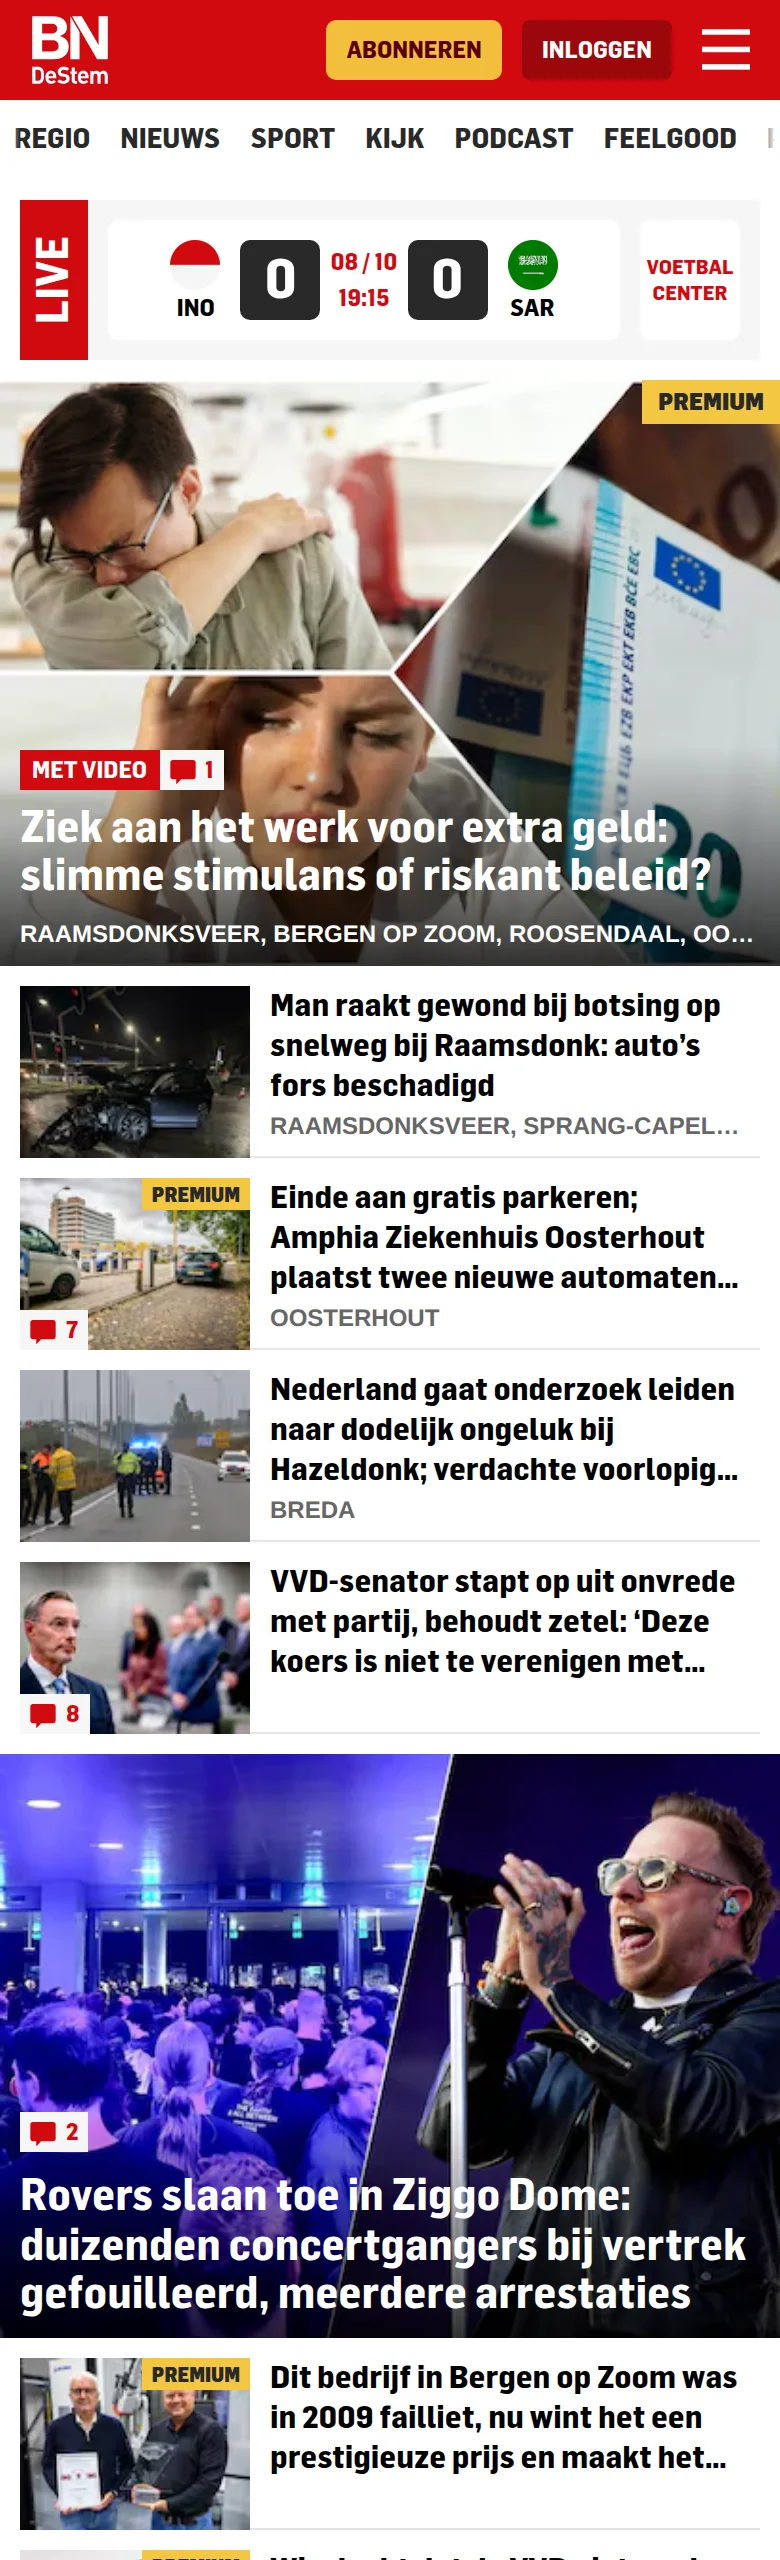 BN
DeStem
ABONNEREN
INLOGGEN
REGIO NIEUWS SPORT KIJK PODCAST FEELGOOD
LIVE
INO
0
08 / 10
19:15
0
SAR
VOETBAL
CENTER
PREMIUM
MET VIDEO
1
Ziek aan het werk voor extra geld:
slimme stimulans of riskant beleid?
RAAMSDONKSVEER, BERGEN OP ZOOM, ROOSENDAAL, OO...
Man raakt gewond bij botsing op
snelweg bij Raamsdonk: auto’s
fors beschadigd
RAAMSDONKSVEER, SPRANG-CAPEL...
PREMIUM
7
Einde aan gratis parkeren;
Amphia Ziekenhuis Oosterhout
plaatst twee nieuwe automaten...
OOSTERHOUT
Nederland gaat onderzoek leiden
naar dodelijk ongeluk bij
Hazeldonk; verdachte voorlopig...
BREDA
8
VVD-senator stapt op uit onvrede
met partij, behoudt zetel: ‘Deze
koers is niet te verenigen met...
2
Rovers slaan toe in Ziggo Dome:
duizenden concertgangers bij vertrek
gefouilleerd, meerdere arrestaties
PREMIUM
Dit bedrijf in Bergen op Zoom was
in 2009 failliet, nu wint het een
prestigieuze prijs en maakt het...